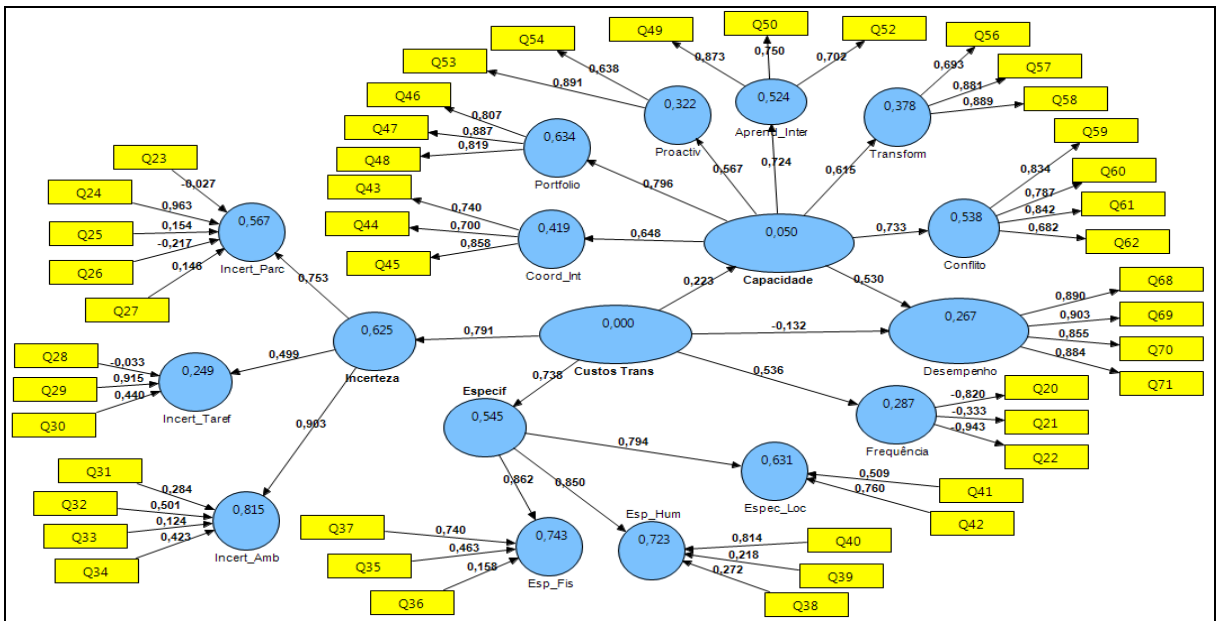 Q50
Q49
Q52
Q54
Q56
Q53
0,873
0,750
0,702
0,693
Q57
0,638
0,891
0,881
Q58
0,889
Q46
0,807
0,322
0,524
0,378
Q59
Q47
0,887
0,634
Proactiv
Aprend_Inter
Transform
0,834
Q48
0,819
Portfolio
0,567
0,724
0,615
Q60
0,787
Q23
-0,027
Q43
0,740
0,796
Q61
0,842
Q24
0,963
Q44
0,700
0,419
0,648
0,050
0,733
0,538
Q62
0,682
Q25
0,154
0,567
Q45
0,858
Coord_Int
Capacidade
Conflito
Q26
-0,217
Incert_Parc
0,223
0,530
Q68
0,890
Q27
0,146
0,753
Q69
0,903
0,625
0,791
0,000
-0,132
0,267
Q70
0,855
Q28
-0,033
0,499
Incerteza
Custos Trans
Desempenho
Q71
0,884
Q29
0,915
0,249
0,738
0,536
Q20
-0,820
Q30
0,440
Incert_Taref
Especif
0,545
0,287
Q21
-0,333
0,903
0,794
Frequência
Q22
-0,943
Q31
0,284
0,631
0,509
Q41
Q32
0,501
0,815
0,862
0,850
Espec_Loc
0,760
Q42
Q33
0,124
Esp_Hum
Q37
0,740
0,743
0,723
0,814
Q40
Q34
0,423
Incert_Amb
Q35
0,463
0,218
Q39
Q36
0,158
Esp_Fis
0,272
Q38